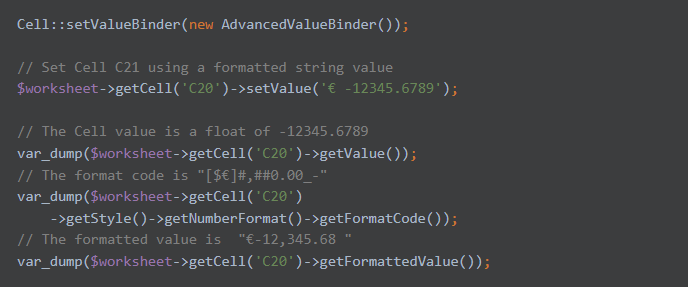 Cell::setValueBinder(new AdvancedValueBinder());
// Set Cell C21 using a formatted string value
$worksheet->getCell('C20')->setValue('€ -12345.6789');
// The Cell value is a float of -12345.6789
var_dump($worksheet->getCell('C20')->getValue());
// The format code is "[$€]#,##0.00_-"
var_dump($worksheet->getCell('C20')
->getStyle()->getNumberFormat()->getFormatCode());
// The formatted value is  "€-12,345.68 "
var_dump($worksheet->getCell('C20')->getFormattedValue());